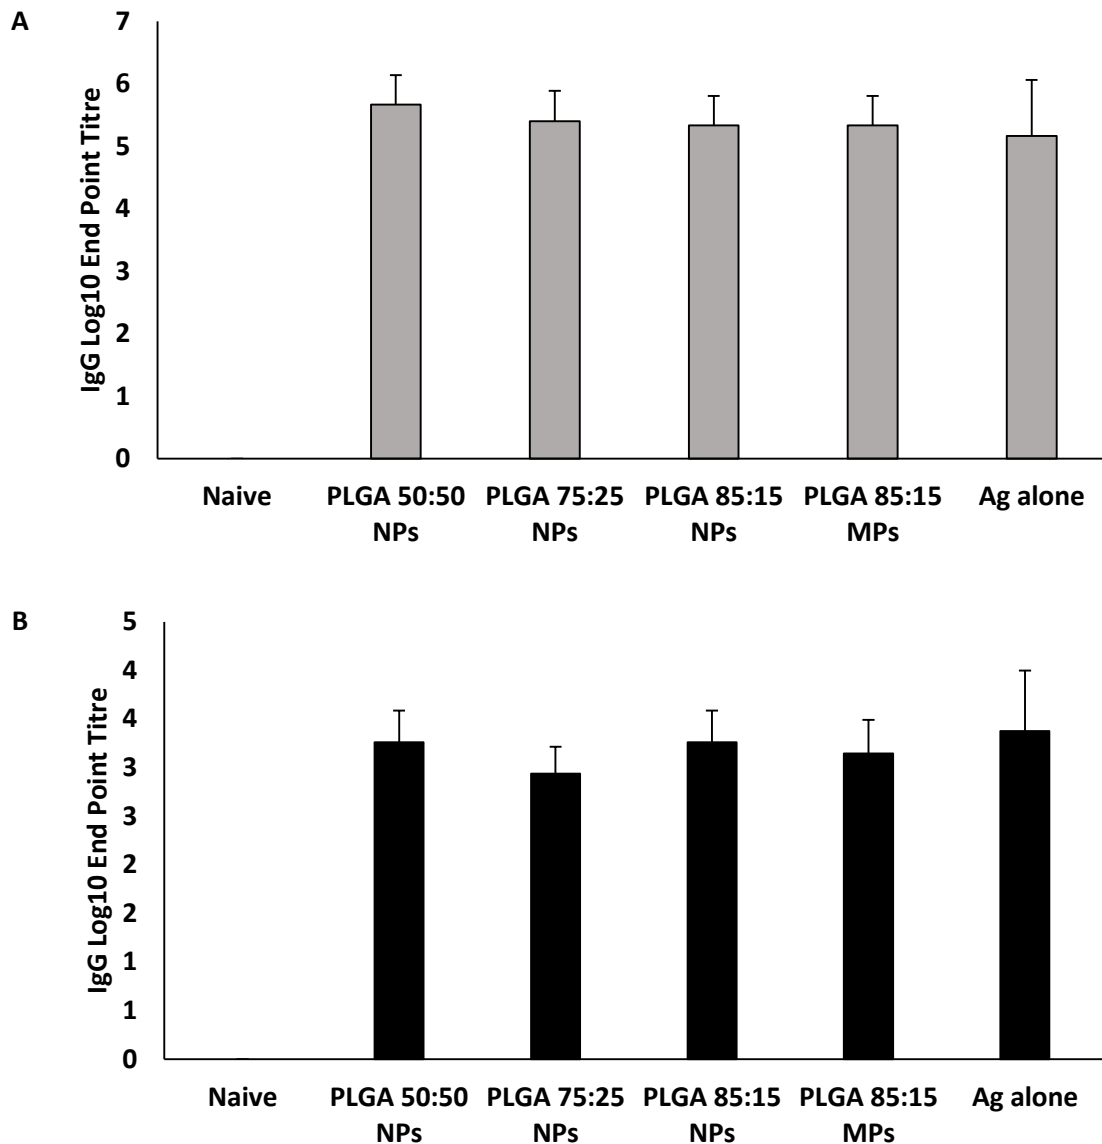 A
IgG Log10 End Point Titre
7
6
5
4
3
2
1
0
Naive
PLGA 50:50
NPs
PLGA 75:25
NPs
PLGA 85:15
NPs
PLGA 85:15
MPs
Ag alone
B
IgG Log10 End Point Titre
5
4
4
3
3
2
2
1
1
0
Naive
PLGA 50:50
NPs
PLGA 75:25
NPs
PLGA 85:15
NPs
PLGA 85:15
MPs
Ag alone